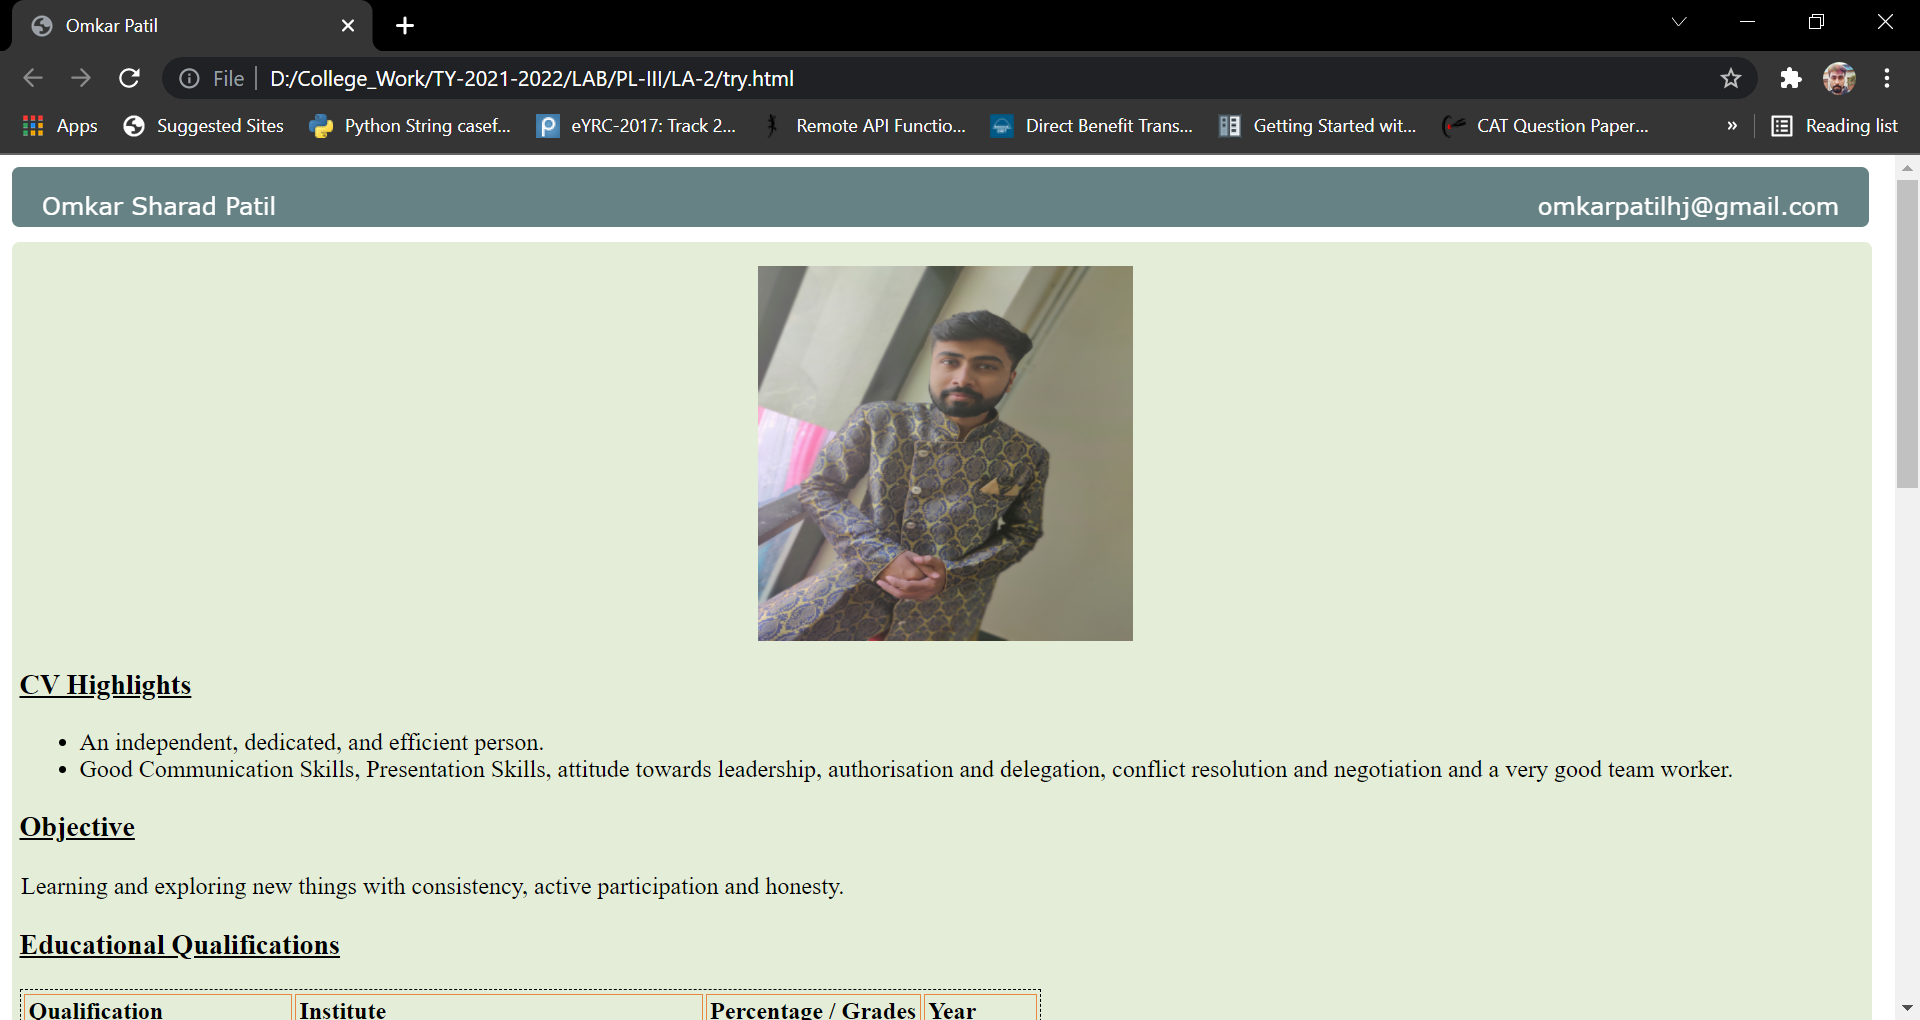 Omkar Patil
File D:/College_Work/TY-2021-2022/LAB/PL-III/LA-2/try.html
Apps Suggested Sites Python String casef... eYRC-2017: Track 2... Remote API Functio... Direct Benefit Trans... Getting Started wit... CAT Question Paper... » Reading list
Omkar Sharad Patil omkarpatilhj@gmail.com
CV Highlights
• An independent, dedicated, and efficient person.
• Good Communication Skills, Presentation Skills, attitude towards leadership, authorisation and delegation, conflict resolution and negotiation and a very good team worker.
Objective
Learning and exploring new things with consistency, active participation and honesty.
Educational Qualifications
Qualification Institute Percentage / Grades Year